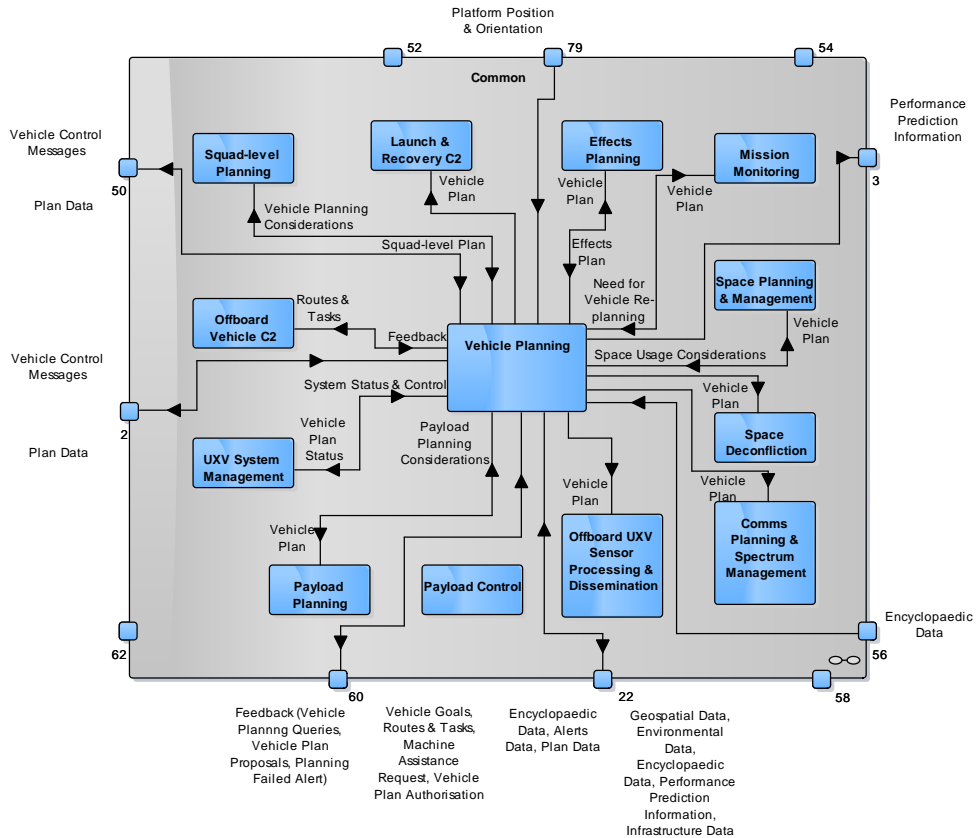 Platform Position
& Orientation
52
79
54
Common
Performance
Prediction
Information
3
Vehicle Control
Messages
50
Plan Data
Squad-level
Planning
Launch &
Recovery C2
Effects
Planning
Mission
Monitoring
Vehicle
Plan
Vehicle
Plan
Vehicle
Plan
Vehicle Planning
Considerations
Squad-level Plan
Effects
Plan
Need for
Vehicle Re-
planning
Space Planning
& Management
Vehicle
Plan
Offboard
Vehicle C2
Routes &
Tasks
Feedback
Vehicle Planning
Space Usage Considerations
Vehicle Control
Messages
2
Plan Data
System Status & Control
Vehicle
Plan
Status
UXV System
Management
Payload
Planning
Considerations
Vehicle
Plan
Space
Deconfliction
Vehicle
Plan
Vehicle
Plan
Comms
Planning &
Spectrum
Management
Offboard UXV
Sensor
Processing &
Dissemination
Vehicle
Plan
Payload
Planning
Payload Control
Encyclopaedic
Data
56
62
60
22
58
Feedback (Vehicle
Plannng Queries,
Vehicle Plan
Proposals, Planning
Failed Alert)
Vehicle Goals,
Routes & Tasks,
Machine
Assistance
Request, Vehicle
Plan Authorisation
Encyclopaedic
Data, Alerts
Data, Plan Data
Geospatial Data,
Environmental
Data,
Encyclopaedic
Data, Performance
Prediction
Information,
Infrastructure Data